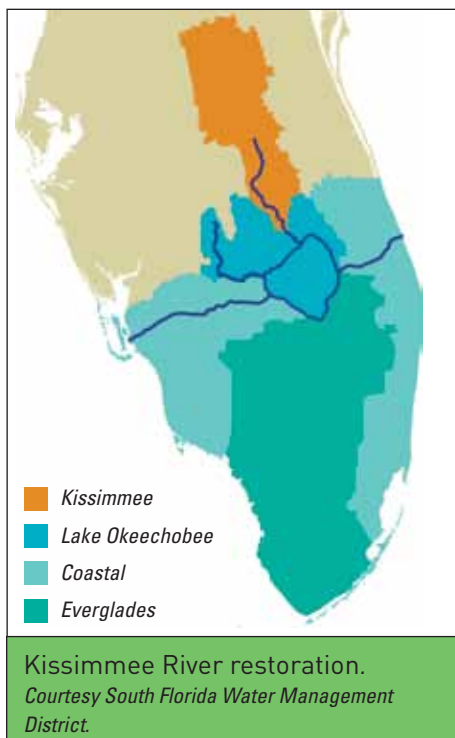 Kissimmee
Lake Okeechobee
Coastal
Everglades
Kissimmee River restoration.
Courtesy South Florida Water Management
District.